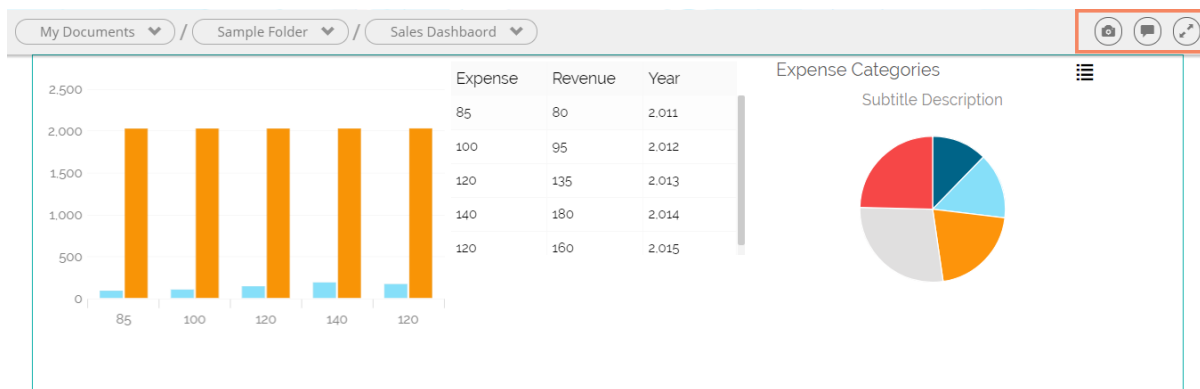 My Documents / Sample Folder / Sales Dashbaord
2,500
2,000
1,500
1,000
500
0
85 100 120 140 120
Expense Revenue Year
85 80 2,011
100 95 2,012
120 135 2,013
140 180 2,014
120 160 2,015
Expense Categories
Subtitle Description